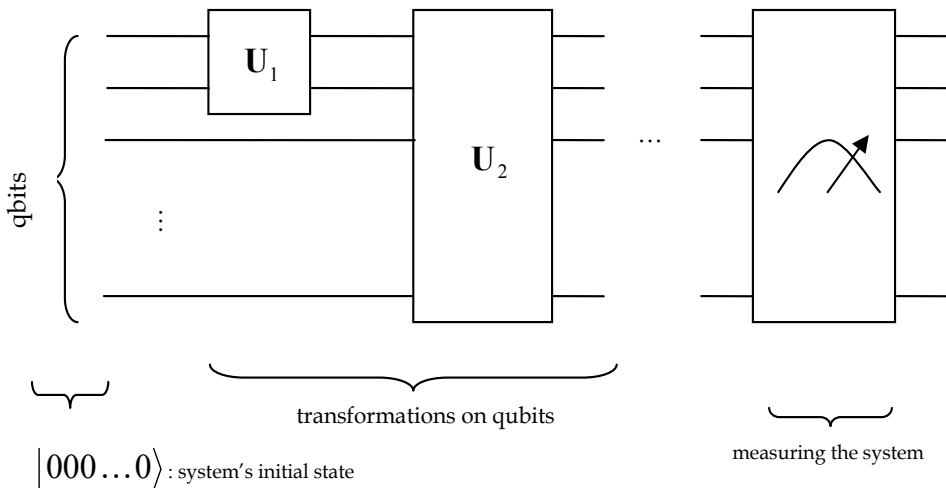 U1
U2
...
qbits
⋮
transformations on qubits
measuring the system
|000...0⟩: system's initial state